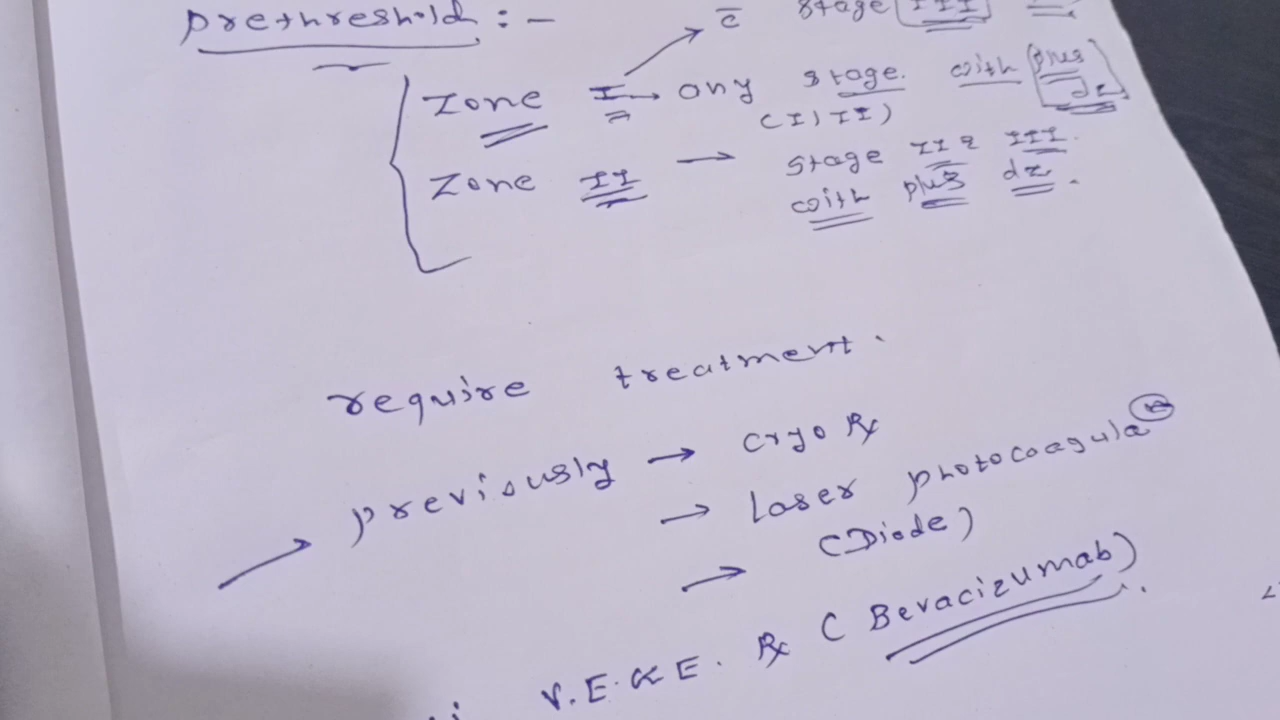 prethreshold :-
c̄ stage III
Zone I → any stage. with plus dz
(I, II)
Zone II → stage II & III.
with plus dz.
require treatment.
previously → cryo Rx
→ laser photocoagula
(Diode)
→
Rx ( Bevacizumab)